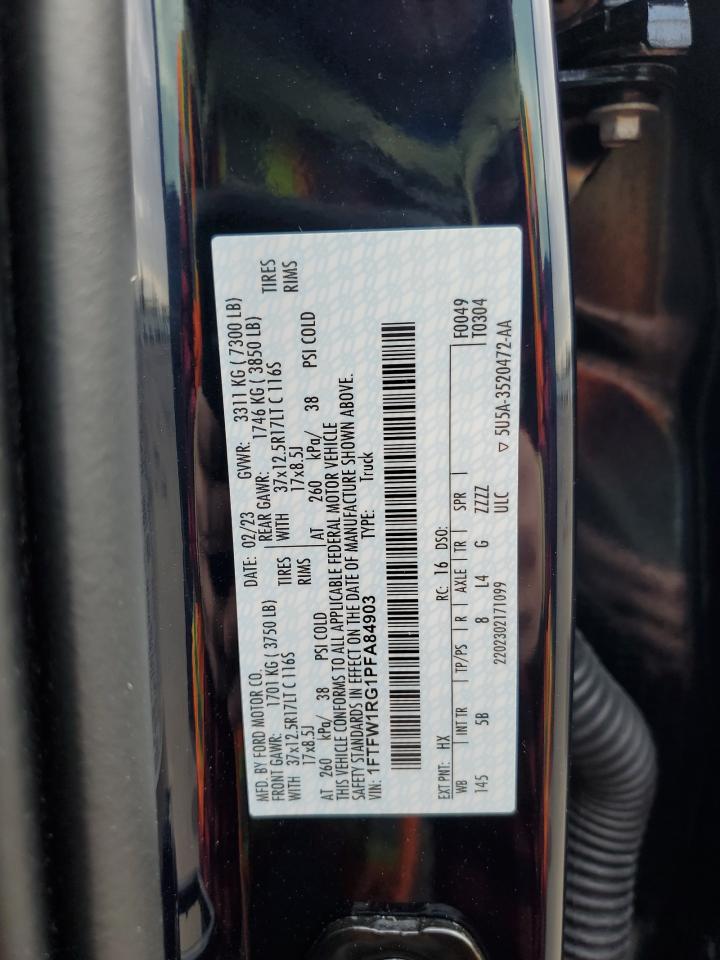 MFD. BY FORD MOTOR CO. DATE: 02/23 GVWR: 3311 KG ( 7300 LB)
FRONT GAWR: 1701 KG ( 3750 LB) REAR GAWR: 1746 KG ( 3850 LB)
WITH 37x12.5R17LT C 116S TIRES WITH 37x12.5R17LT C 116S TIRES
17x8.5J RIMS 17x8.5J RIMS
AT 260 kPa/ 38 PSI COLD AT 260 kPa/ 38 PSI COLD
THIS VEHICLE CONFORMS TO ALL APPLICABLE FEDERAL MOTOR VEHICLE
SAFETY STANDARDS IN EFFECT ON THE DATE OF MANUFACTURE SHOWN ABOVE.
VIN: 1FTFW1RG1PFA84903 TYPE: Truck
EXT PNT: HX RC: 16 DSO:
WB INT TR TP/PS R AXLE TR SPR F0049
145 5B 8 L4 G ZZZZ T0304
2202302171099 ULC ▽ 5U5A-3520472-AA